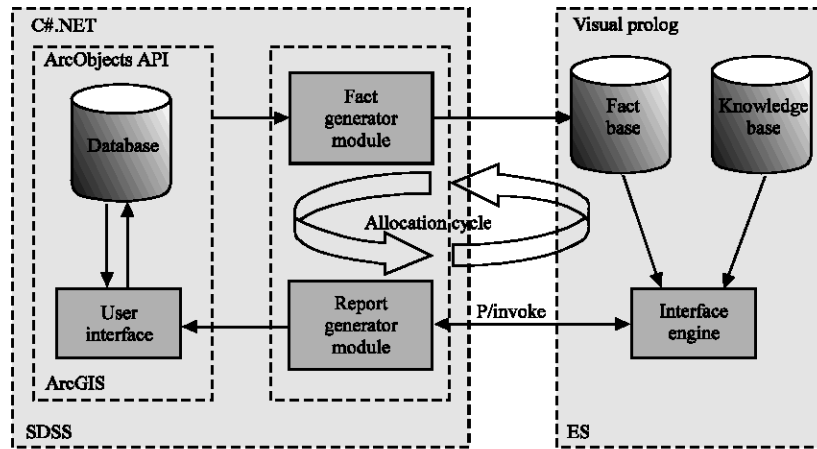 C#.NET
Visual prolog
ArcObjects API
Database
Fact
generator
module
Fact
base
Knowledge
base
Allocation cycle
User
interface
Report
generator
module
P/invoke
Interface
engine
ArcGIS
SDSS
ES